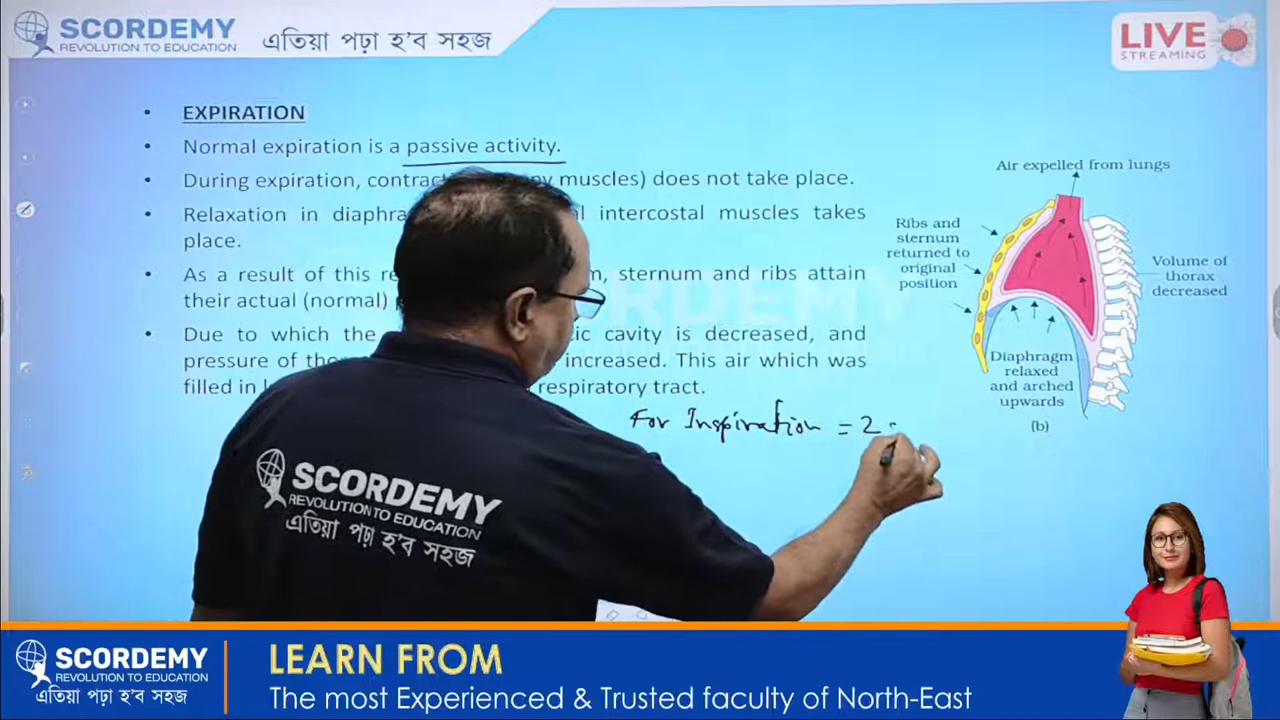 SCORDEMY
REVOLUTION TO EDUCATION
এতিয়া পঢ়া হ'ব সহজ
LIVE
STREAMING
• EXPIRATION
• Normal expiration is a passive activity.
• During expiration, muscles) does not take place.
• Relaxation in intercostal muscles takes
place.
• As a result of this sternum and ribs attain
their actual (normal)
• Due to which the cavity is decreased, and
pressure of increased. This air which was
filled in respiratory tract.
For Inspiration = 2
Air expelled from lungs
Ribs and
sternum
returned to
original
position
Volume of
thorax
decreased
Diaphragm
relaxed
and arched
upwards
(b)
SCORDEMY
REVOLUTION TO EDUCATION
এতিয়া পঢ়া হ'ব সহজ
SCORDEMY
REVOLUTION TO EDUCATION
এতিয়া পঢ়া হ'ব সহজ
LEARN FROM
The most Experienced & Trusted faculty of North-East